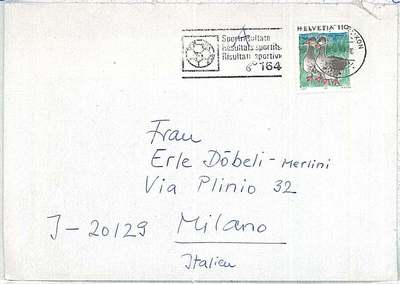 Sportresultate
Résultats sportifs
Risultati sportivi
164
HELVETIA 110
Frau
Erle Döbeli-Merlini
Via Plinio 32
I-20129 Milano
Italien